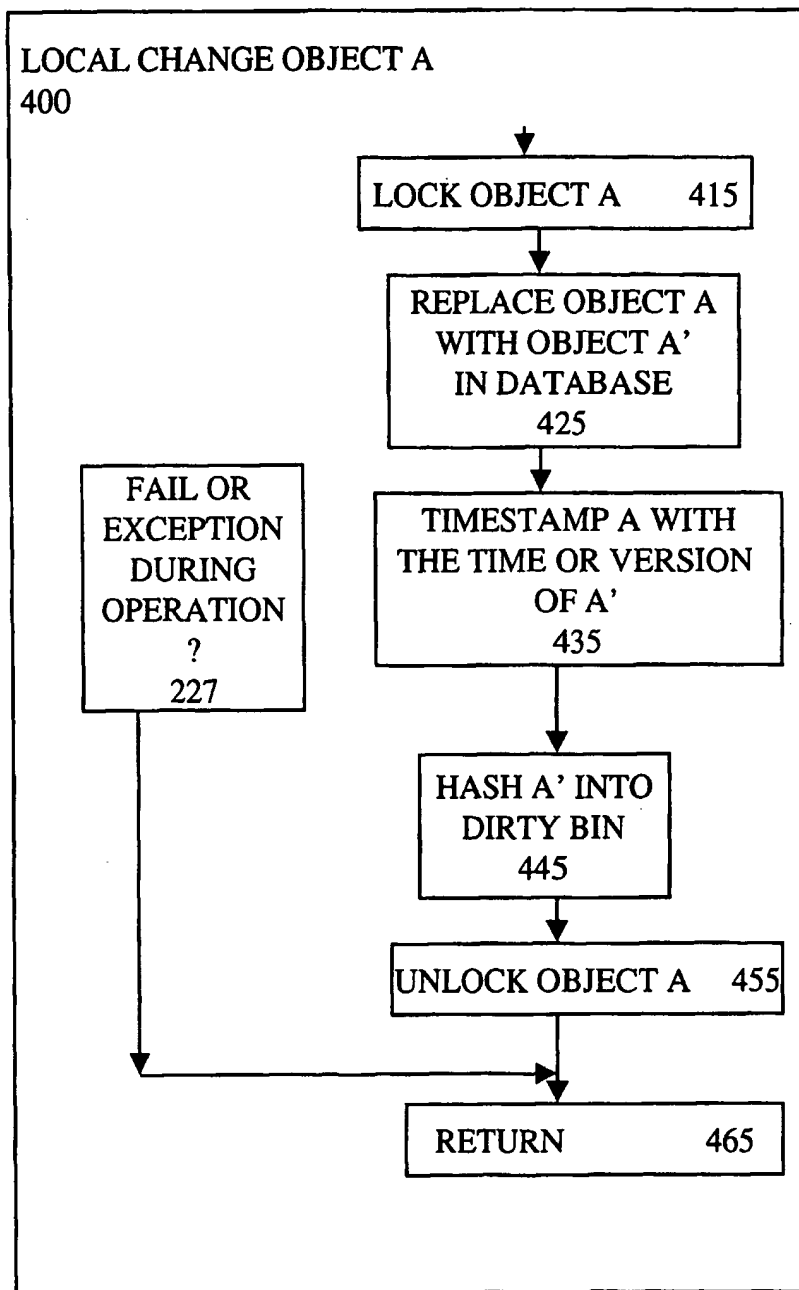 LOCAL CHANGE OBJECT A
400
LOCK OBJECT A 415
REPLACE OBJECT A
WITH OBJECT A’
IN DATABASE
425
FAIL OR
EXCEPTION
DURING
OPERATION
?
227
TIMESTAMP A WITH
THE TIME OR VERSION
OF A’
435
HASH A’ INTO
DIRTY BIN
445
UNLOCK OBJECT A 455
RETURN 465